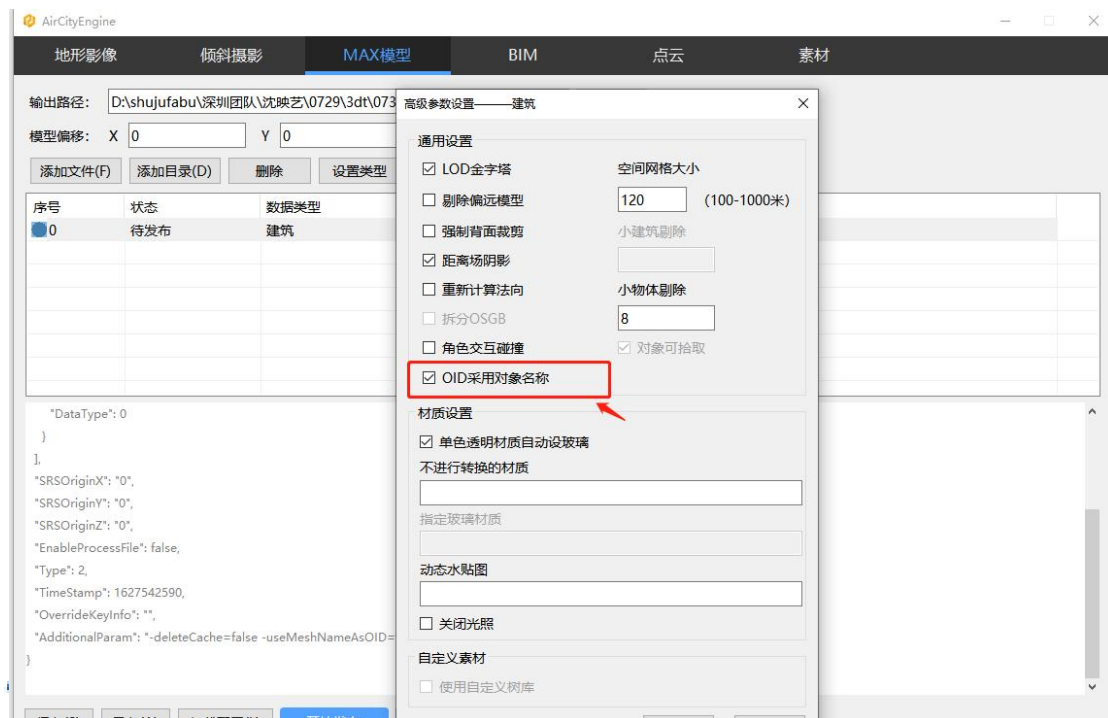 AirCityEngine
地形影像 倾斜摄影 MAX模型 BIM 点云 素材
输出路径: D:\shujufabu\深圳团队\沈映艺\0729\3dt\073
模型偏移: X 0 Y 0
添加文件(F) 添加目录(D) 删除 设置类型
序号 状态 数据类型
0 待发布 建筑
"DataType": 0
}
],
"SRSOriginX": "0",
"SRSOriginY": "0",
"SRSOriginZ": "0",
"EnableProcessFile": false,
"Type": 2,
"TimeStamp": 1627542590,
"OverrideKeyInfo": "",
"AdditionalParam": "-deleteCache=false -useMeshNameAsOID=
}
高级参数设置———建筑
通用设置
LOD金字塔 空间网格大小
剔除偏远模型 120 (100-1000米)
强制背面裁剪 小建筑剔除
距离场阴影
重新计算法向 小物体剔除
拆分OSGB 8
角色交互碰撞 对象可拾取
OID采用对象名称
材质设置
单色透明材质自动设玻璃
不进行转换的材质
指定玻璃材质
动态水贴图
关闭光照
自定义素材
使用自定义树库